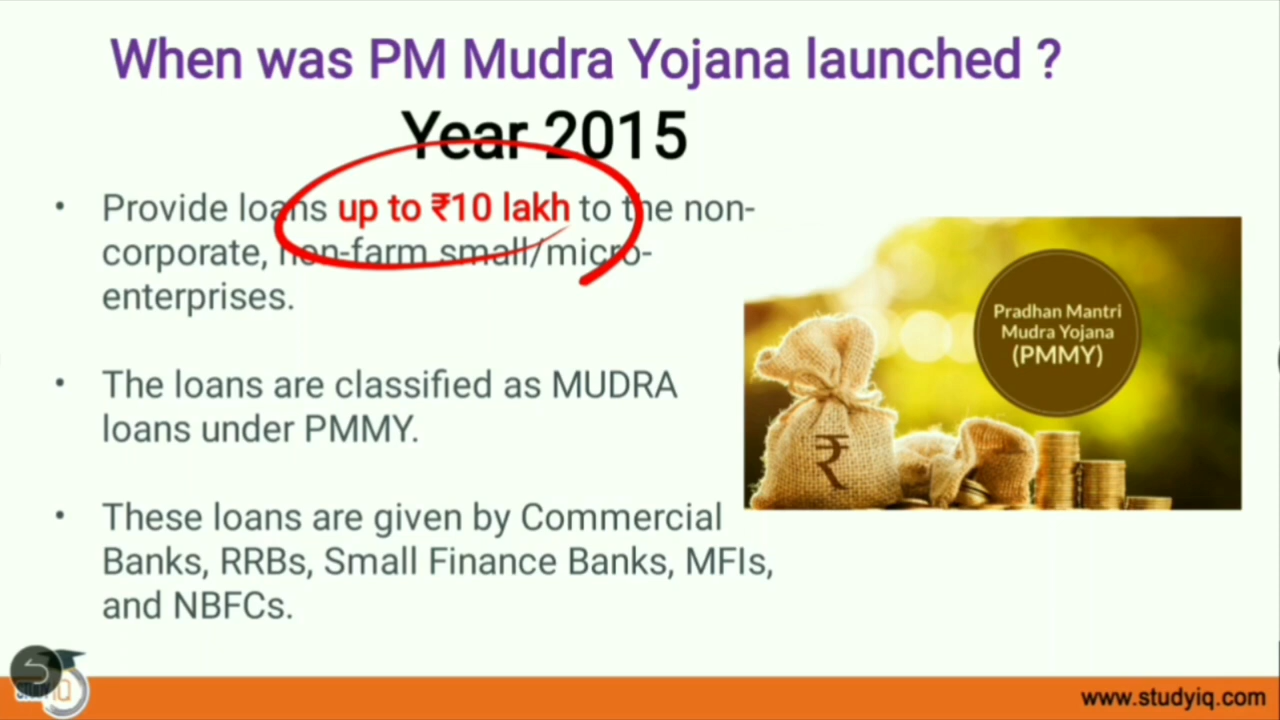 When was PM Mudra Yojana launched ?
Year 2015
• Provide loans up to ₹10 lakh to the non-
corporate, non-farm small/micro-
enterprises.
• The loans are classified as MUDRA
loans under PMMY.
• These loans are given by Commercial
Banks, RRBs, Small Finance Banks, MFIs,
and NBFCs.
Pradhan Mantri
Mudra Yojana
(PMMY)
₹
STUDY IQ
www.studyiq.com